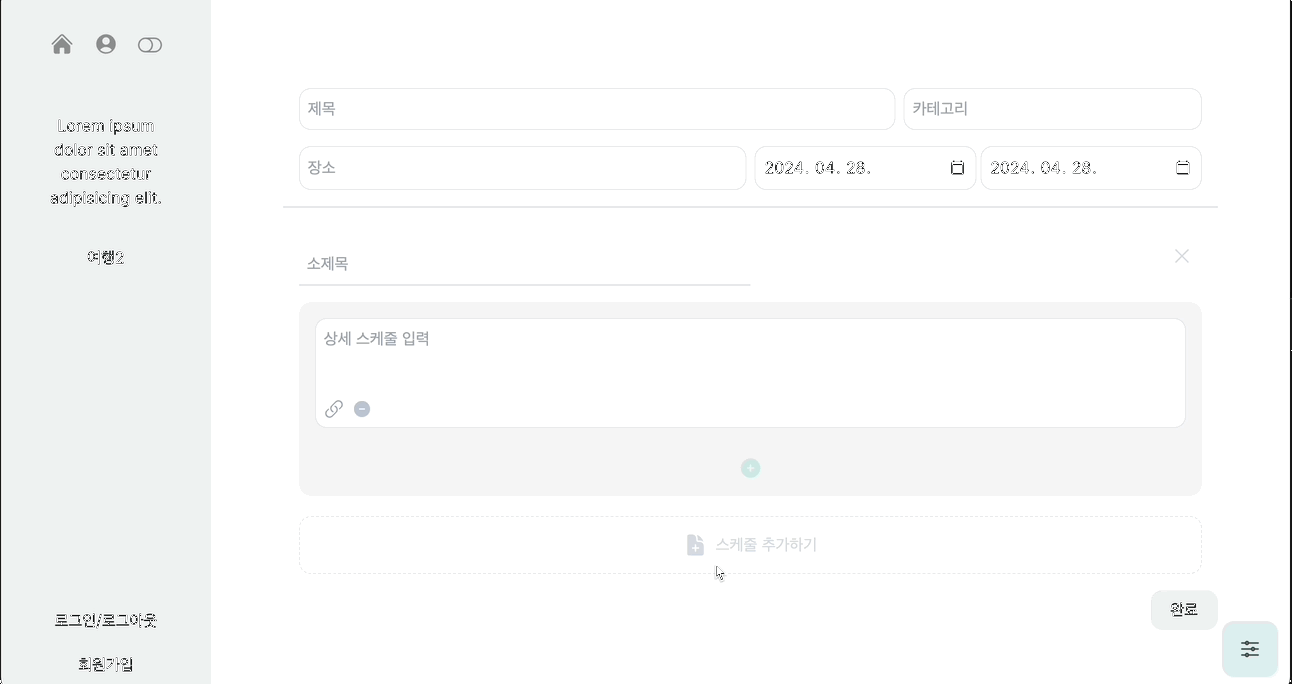 Lorem ipsum
dolor sit amet
consectetur
adipisicing elit.
여행2
로그인/로그아웃
회원가입
제목
카테고리
장소
2024. 04. 28.
2024. 04. 28.
소제목
상세 스케줄 입력
스케줄 추가하기
완료